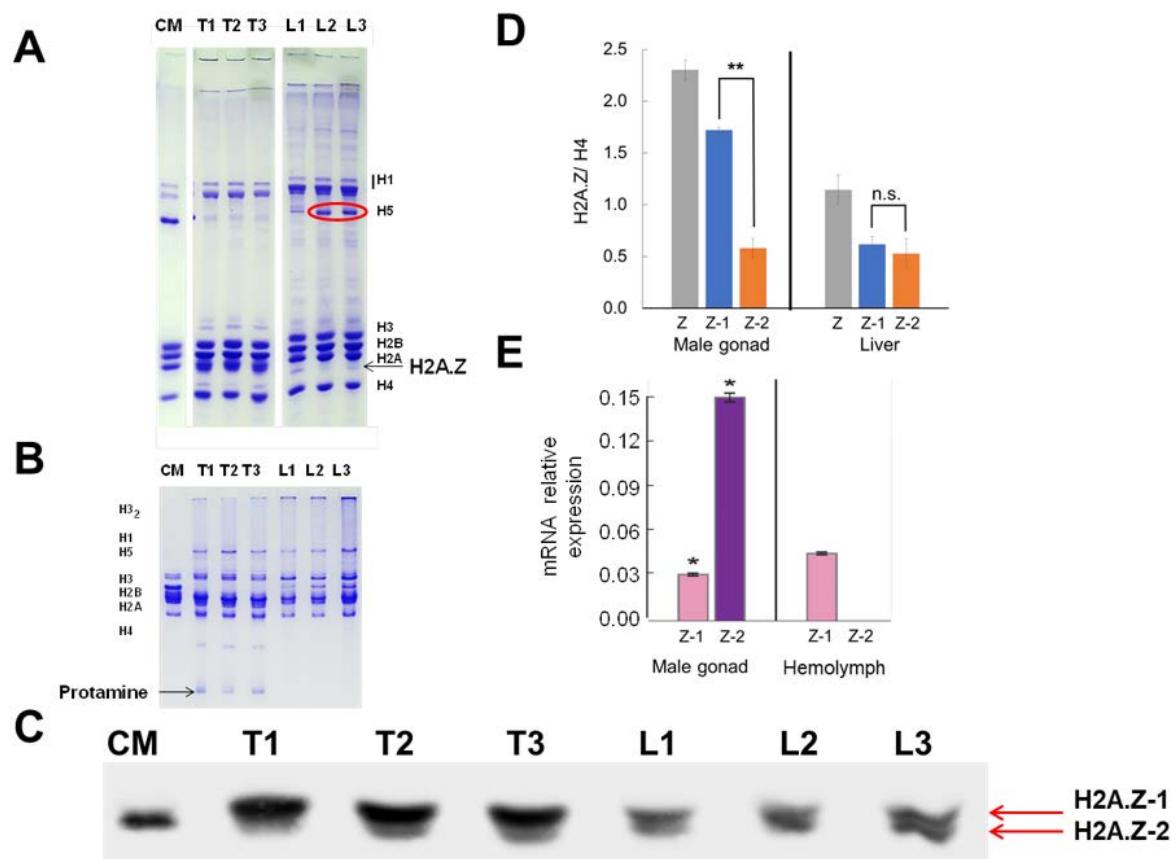 A
CM T1 T2 T3 L1 L2 L3
H1
H5
H3
H2B
H2A
H2A.Z
H4
B
CM T1 T2 T3 L1 L2 L3
H3₂
H1
H5
H3
H2B
H2A
H4
Protamine
C
CM T1 T2 T3 L1 L2 L3
H2A.Z-1
H2A.Z-2
D
H2A.Z/ H4
2.5
2.0
1.5
1.0
0.5
0.0
**
n.s.
Z Z-1 Z-2 Z Z-1 Z-2
Male gonad Liver
E
mRNA relative
expression
0.15
0.12
0.09
0.06
0.03
0.00
* *
Z-1 Z-2 Z-1 Z-2
Male gonad Hemolymph